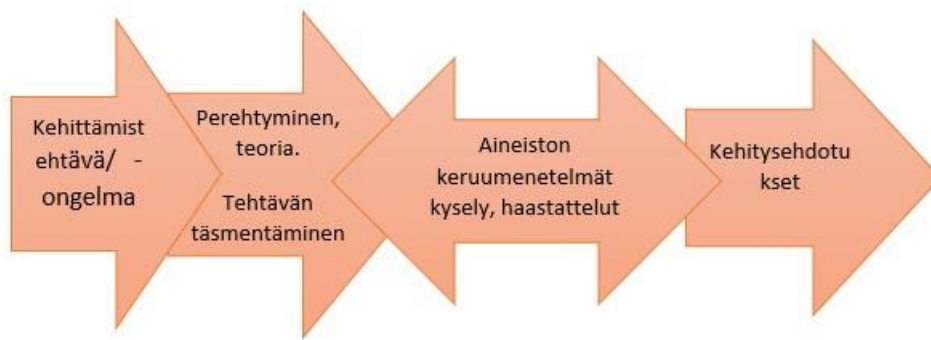 Kehittämist
ehtävä/ -
ongelma
Perehtyminen,
teoria.
Tehtävän
täsmentäminen
Aineiston
keruumenetelmät
kysely, haastattelut
Kehitysehdotu
kset